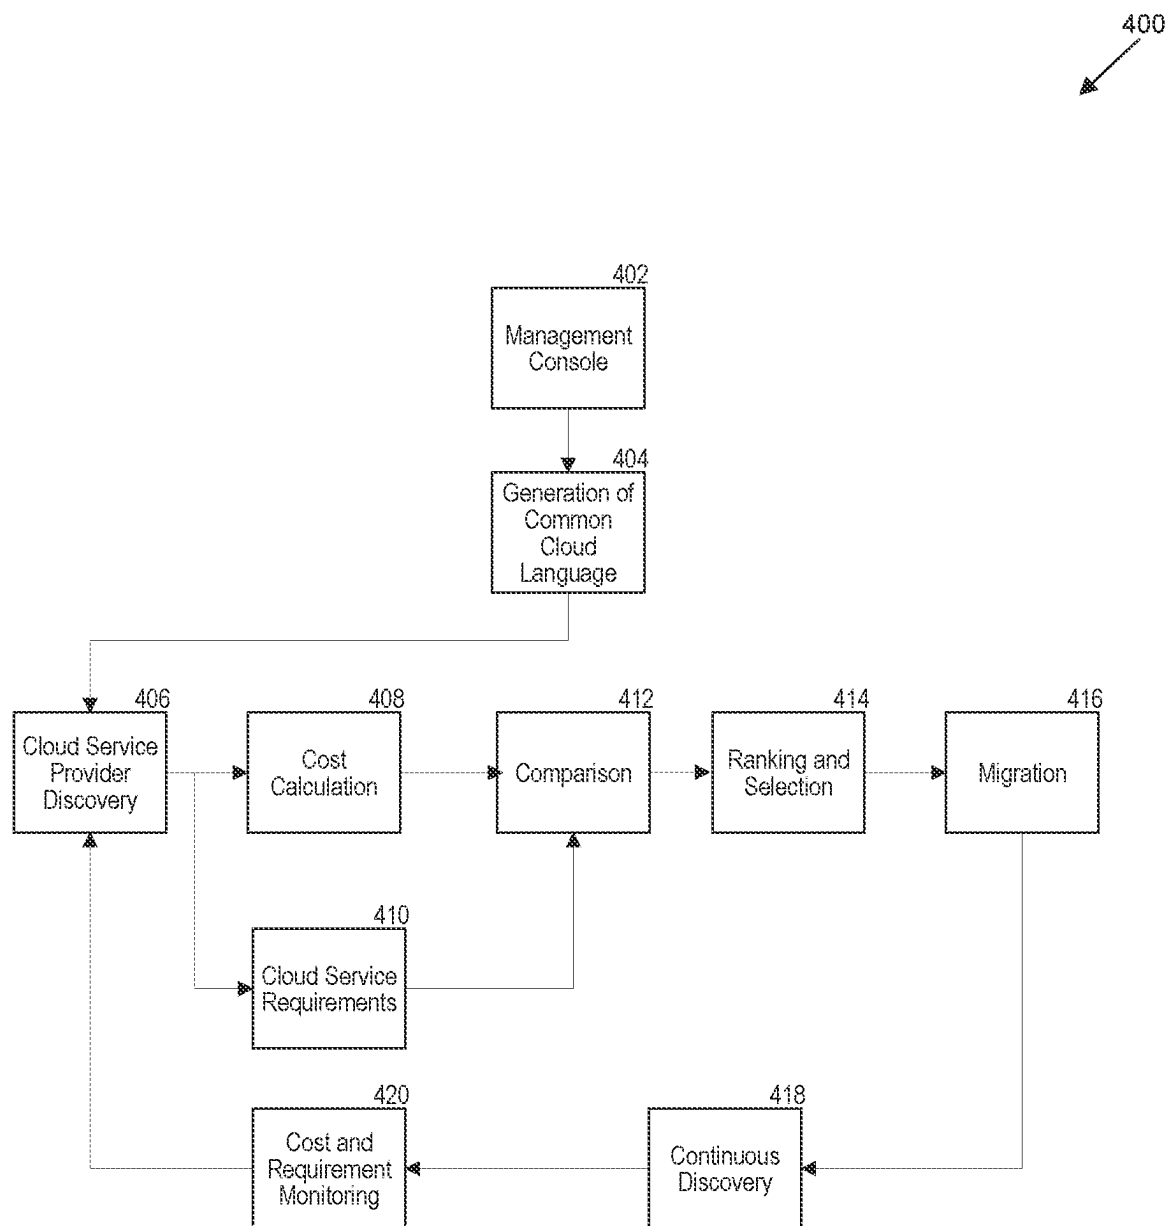 400
402
Management
Console
404
Generation of
Common
Cloud
Language
406
Cloud Service
Provider
Discovery
408
Cost
Calculation
412
Comparison
414
Ranking and
Selection
416
Migration
410
Cloud Service
Requirements
420
Cost and
Requirement
Monitoring
418
Continuous
Discovery